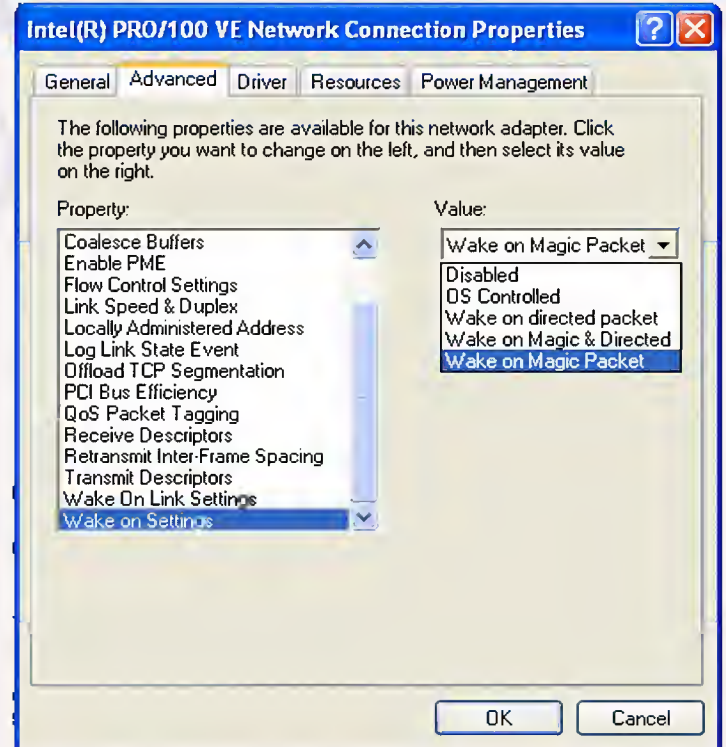 Intel(R) PRO/100 VE Network Connection Properties
General Advanced Driver Resources Power Management
The following properties are available for this network adapter. Click
the property you want to change on the left, and then select its value
on the right.
Property:
Coalesce Buffers
Enable PME
Flow Control Settings
Link Speed & Duplex
Locally Administered Address
Log Link State Event
Offload TCP Segmentation
PCI Bus Efficiency
QoS Packet Tagging
Receive Descriptors
Retransmit Inter-Frame Spacing
Transmit Descriptors
Wake On Link Settings
Wake on Settings
Value:
Wake on Magic Packet
Disabled
OS Controlled
Wake on directed packet
Wake on Magic & Directed
Wake on Magic Packet
OK Cancel